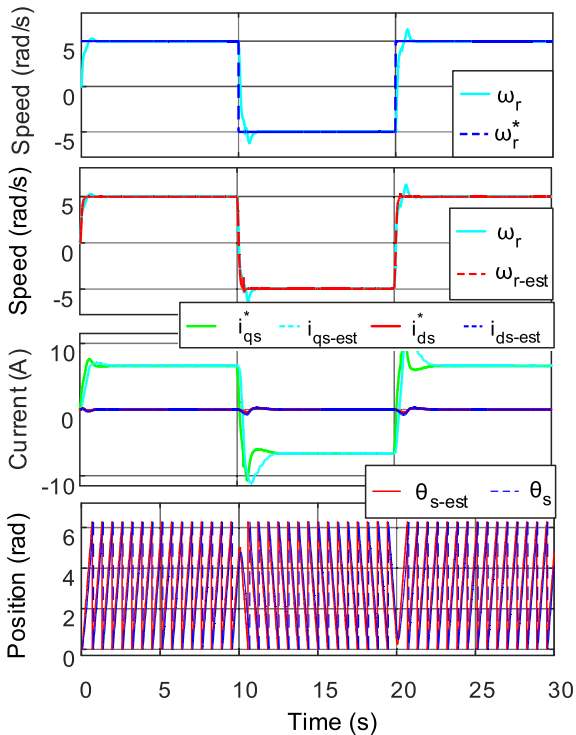 Speed (rad/s)
5
0
-5
ω_r
ω_r^*
Speed (rad/s)
5
0
-5
ω_r
ω_r-est
i_qs^* i_qs-est i_ds^* i_ds-est
Current (A)
10
0
-10
θ_s-est θ_s
Position (rad)
6
4
2
0
0 5 10 15 20 25 30
Time (s)